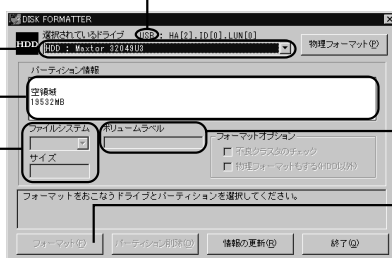 DISK FORMATTER
HDD
選択されているドライブ USB : HA[2],ID[0],LUN[0]
HDD : Maxtor 32049U3
物理フォーマット(P)
パーティション情報
空領域
19532MB
ファイルシステム
ボリュームラベル
サイズ
フォーマットオプション
不良クラスタのチェック
物理フォーマットもする(HDD以外)
フォーマットをおこなうドライブとパーティションを選択してください。
フォーマット(F)
パーティション削除(D)
情報の更新(R)
終了(Q)